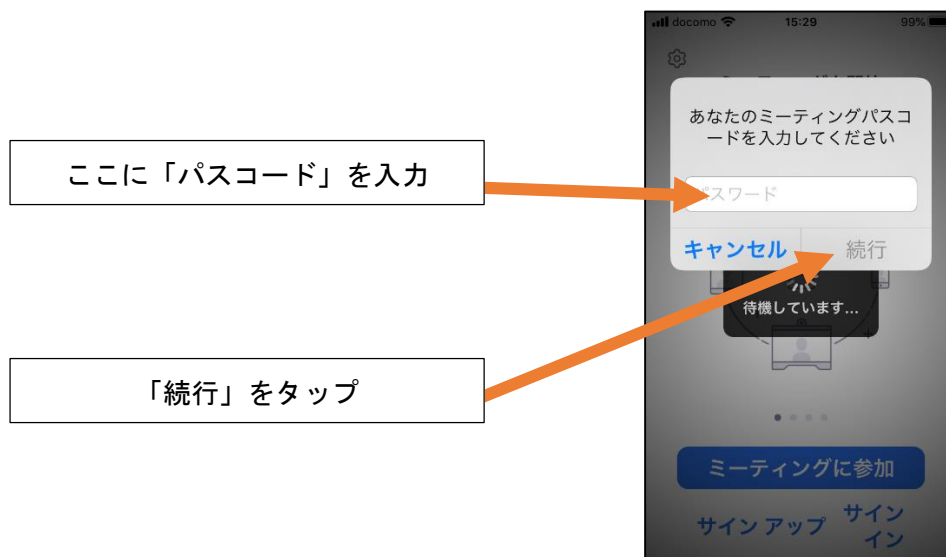 docomo 15:29 99%
あなたのミーティングパスコ
ードを入力してください
ここに「パスコード」を入力
パスワード
キャンセル 続行
待機しています...
「続行」をタップ
ミーティングに参加
サイン アップ
サイン
イン